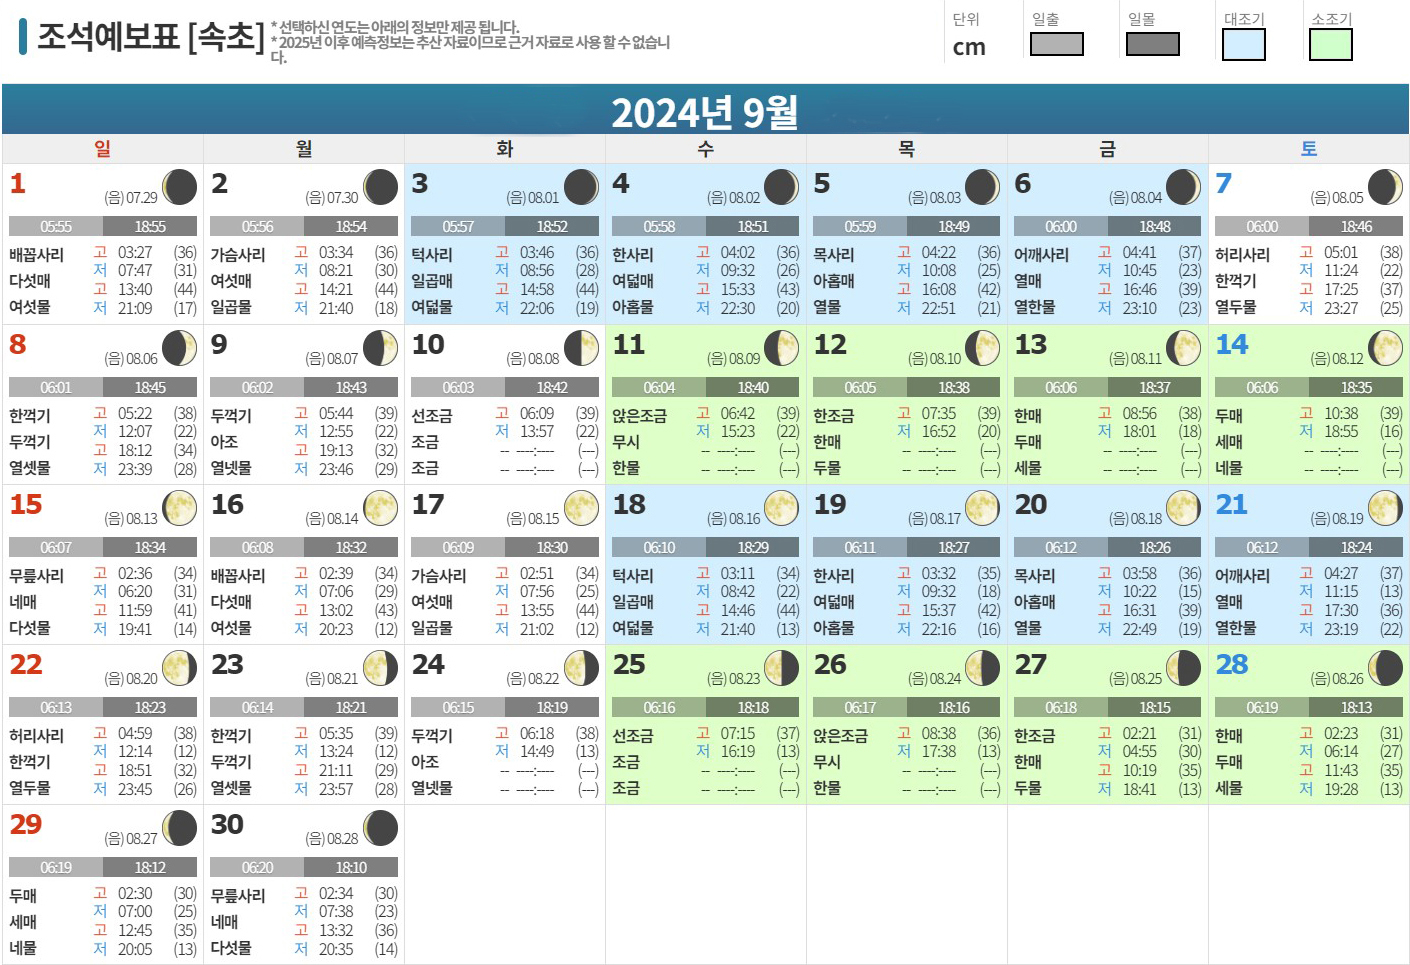 조석예보표 [속초]
* 선택하신 연도는 아래의 정보만 제공 됩니다.
* 2025년 이후 예측정보는 추산 자료이므로 근거 자료로 사용 할 수 없습니
다.
단위 일출 일몰 대조기 소조기
cm
2024년 9월
일 월 화 수 목 금 토
1 (음) 07.29
05:55 18:55
배꼽사리 고 03:27 (36)
저 07:47 (31)
다섯매
고 13:40 (44)
여섯물 저 21:09 (17)
2 (음) 07.30
05:56 18:54
가슴사리 고 03:34 (36)
저 08:21 (30)
여섯매
고 14:21 (44)
일곱물 저 21:40 (18)
3 (음) 08.01
05:57 18:52
턱사리 고 03:46 (36)
저 08:56 (28)
일곱매
고 14:58 (44)
여덟물 저 22:06 (19)
4 (음) 08.02
05:58 18:51
한사리 고 04:02 (36)
저 09:32 (26)
여덟매
고 15:33 (43)
아홉물 저 22:30 (20)
5 (음) 08.03
05:59 18:49
목사리 고 04:22 (36)
저 10:08 (25)
아홉매
고 16:08 (42)
열물 저 22:51 (21)
6 (음) 08.04
06:00 18:48
어깨사리 고 04:41 (37)
저 10:45 (23)
열매
고 16:46 (39)
열한물 저 23:10 (23)
7 (음) 08.05
06:00 18:46
허리사리 고 05:01 (38)
저 11:24 (22)
한꺽기
고 17:25 (37)
열두물 저 23:27 (25)
8 (음) 08.06
06:01 18:45
한꺽기 고 05:22 (38)
저 12:07 (22)
두꺽기
고 18:12 (34)
열셋물 저 23:39 (28)
9 (음) 08.07
06:02 18:43
두꺽기 고 05:44 (39)
저 12:55 (22)
아조
고 19:13 (32)
열넷물 저 23:46 (29)
10 (음) 08.08
06:03 18:42
선조금 고 06:09 (39)
저 13:57 (22)
조금
-- ----:---- (---)
조금 -- ----:---- (---)
11 (음) 08.09
06:04 18:40
앉은조금 고 06:42 (39)
저 15:23 (22)
무시
-- ----:---- (---)
한물 -- ----:---- (---)
12 (음) 08.10
06:05 18:38
한조금 고 07:35 (39)
저 16:52 (20)
한매
-- ----:---- (---)
두물 -- ----:---- (---)
13 (음) 08.11
06:06 18:37
한매 고 08:56 (38)
저 18:01 (18)
두매
-- ----:---- (---)
세물 -- ----:---- (---)
14 (음) 08.12
06:06 18:35
두매 고 10:38 (39)
저 18:55 (16)
세매
-- ----:---- (---)
네물 -- ----:---- (---)
15 (음) 08.13
06:07 18:34
무릎사리 고 02:36 (34)
저 06:20 (31)
네매
고 11:59 (41)
다섯물 저 19:41 (14)
16 (음) 08.14
06:08 18:32
배꼽사리 고 02:39 (34)
저 07:06 (29)
다섯매
고 13:02 (43)
여섯물 저 20:23 (12)
17 (음) 08.15
06:09 18:30
가슴사리 고 02:51 (34)
저 07:56 (25)
여섯매
고 13:55 (44)
일곱물 저 21:02 (12)
18 (음) 08.16
06:10 18:29
턱사리 고 03:11 (34)
저 08:42 (22)
일곱매
고 14:46 (44)
여덟물 저 21:40 (13)
19 (음) 08.17
06:11 18:27
한사리 고 03:32 (35)
저 09:32 (18)
여덟매
고 15:37 (42)
아홉물 저 22:16 (16)
20 (음) 08.18
06:12 18:26
목사리 고 03:58 (36)
저 10:22 (15)
아홉매
고 16:31 (39)
열물 저 22:49 (19)
21 (음) 08.19
06:12 18:24
어깨사리 고 04:27 (37)
저 11:15 (13)
열매
고 17:30 (36)
열한물 저 23:19 (22)
22 (음) 08.20
06:13 18:23
허리사리 고 04:59 (38)
저 12:14 (12)
한꺽기
고 18:51 (32)
열두물 저 23:45 (26)
23 (음) 08.21
06:14 18:21
한꺽기 고 05:35 (39)
저 13:24 (12)
두꺽기
고 21:11 (29)
열셋물 저 23:57 (28)
24 (음) 08.22
06:15 18:19
두꺽기 고 06:18 (38)
저 14:49 (13)
아조
-- ----:---- (---)
열넷물 -- ----:---- (---)
25 (음) 08.23
06:16 18:18
선조금 고 07:15 (37)
저 16:19 (13)
조금
-- ----:---- (---)
조금 -- ----:---- (---)
26 (음) 08.24
06:17 18:16
앉은조금 고 08:38 (36)
저 17:38 (13)
무시
-- ----:---- (---)
한물 -- ----:---- (---)
27 (음) 08.25
06:18 18:15
한조금 고 02:21 (31)
저 04:55 (30)
한매
고 10:19 (35)
두물 저 18:41 (13)
28 (음) 08.26
06:19 18:13
한매 고 02:23 (31)
저 06:14 (27)
두매
고 11:43 (35)
세물 저 19:28 (13)
29 (음) 08.27
06:19 18:12
두매 고 02:30 (30)
저 07:00 (25)
세매
고 12:45 (35)
네물 저 20:05 (13)
30 (음) 08.28
06:20 18:10
무릎사리 고 02:34 (30)
저 07:38 (23)
네매
고 13:32 (36)
다섯물 저 20:35 (14)